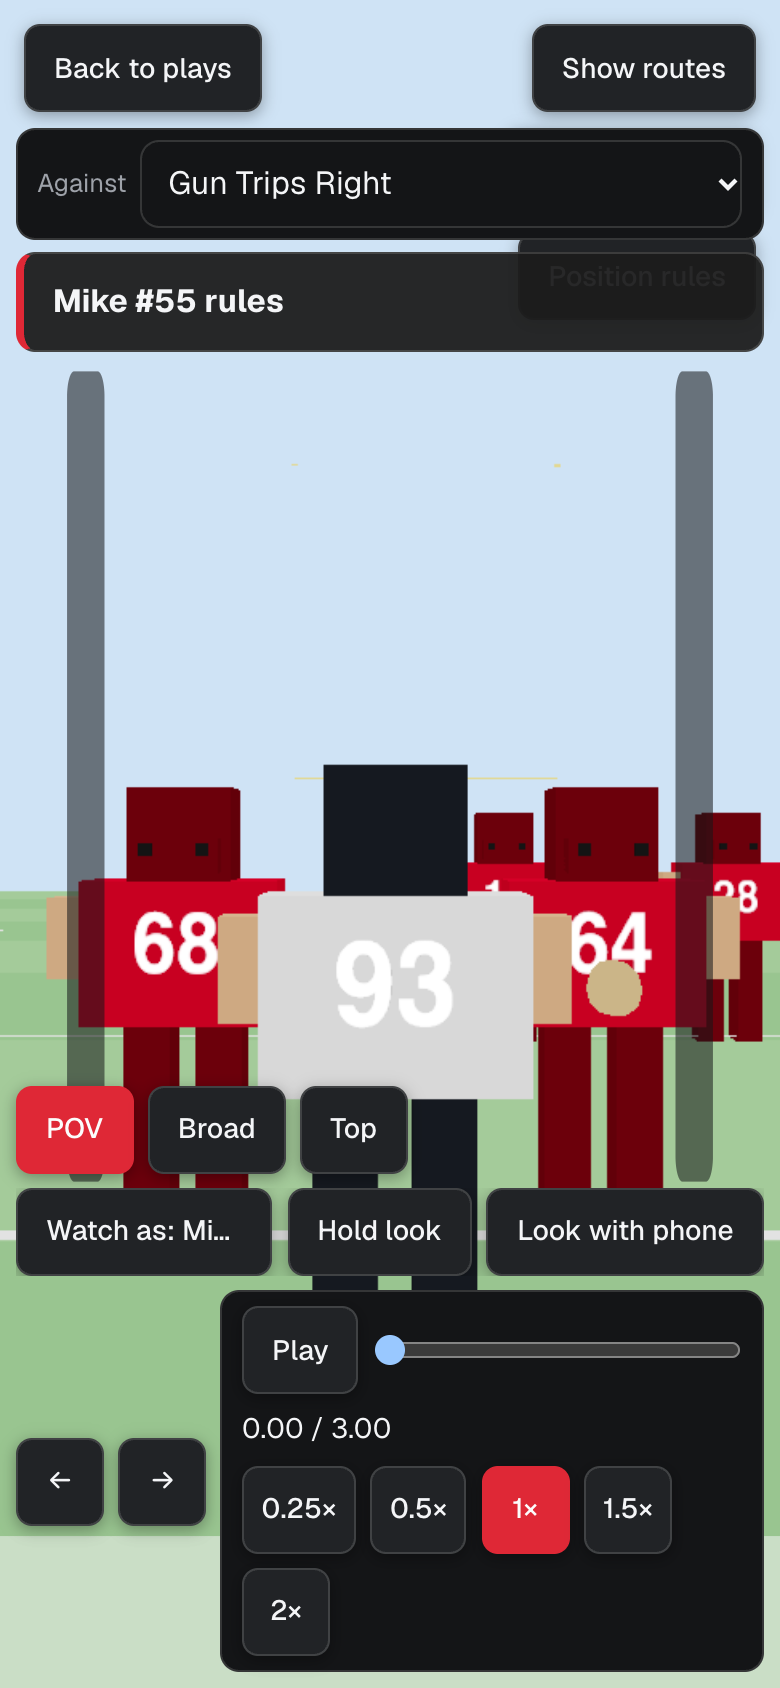 Back to plays
Show routes
Against
Gun Trips Right
Position rules
Mike #55 rules
68
93
1
64
28
POV
Broad
Top
Watch as: Mi...
Hold look
Look with phone
Play
0.00 / 3.00
←
→
0.25×
0.5×
1×
1.5×
2×